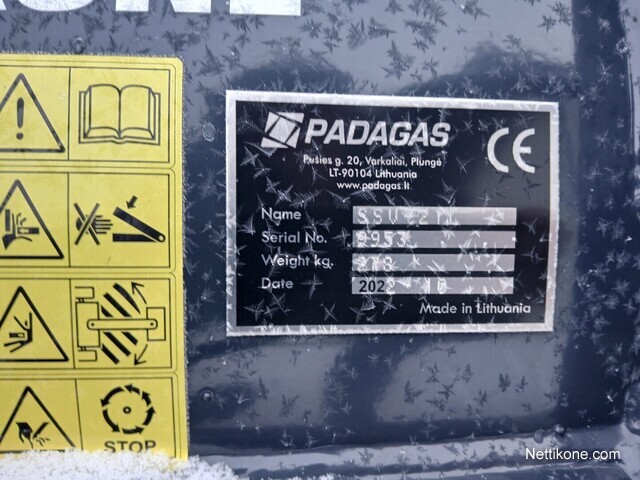 PADAGAS
CE
Pušies g. 20, Varkaliai, Plungė
LT-90104 Lithuania
www.padagas.lt
Name
Serial No.
Weight kg.
Date 202
Made in Lithuania
STOP
Nettikone.com